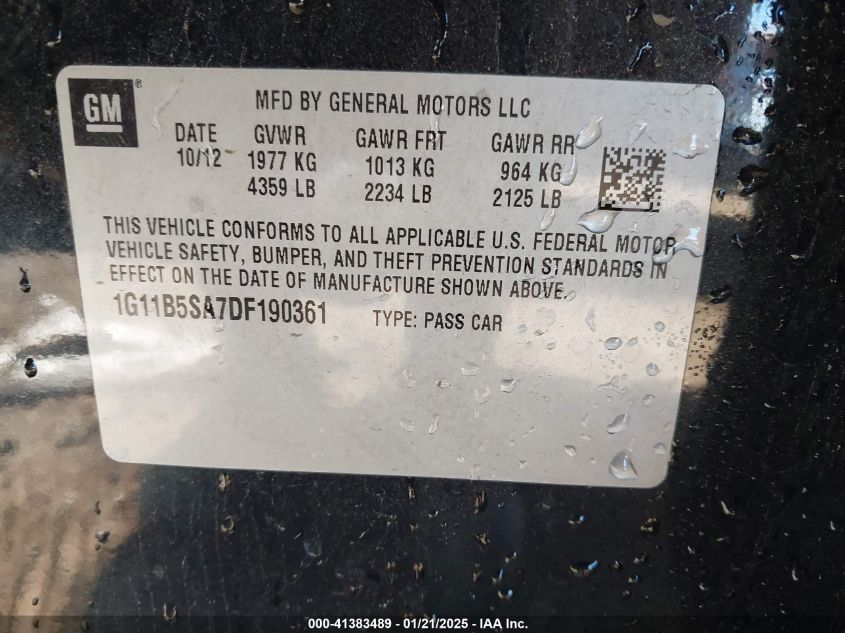 GM ®
MFD BY GENERAL MOTORS LLC
DATE GVWR GAWR FRT GAWR RR
10/12 1977 KG 1013 KG 964 KG
4359 LB 2234 LB 2125 LB
THIS VEHICLE CONFORMS TO ALL APPLICABLE U.S. FEDERAL MOTOR
VEHICLE SAFETY, BUMPER, AND THEFT PREVENTION STANDARDS IN
EFFECT ON THE DATE OF MANUFACTURE SHOWN ABOVE.
1G11B5SA7DF190361 TYPE: PASS CAR
000-41383489 - 01/21/2025 - IAA Inc.